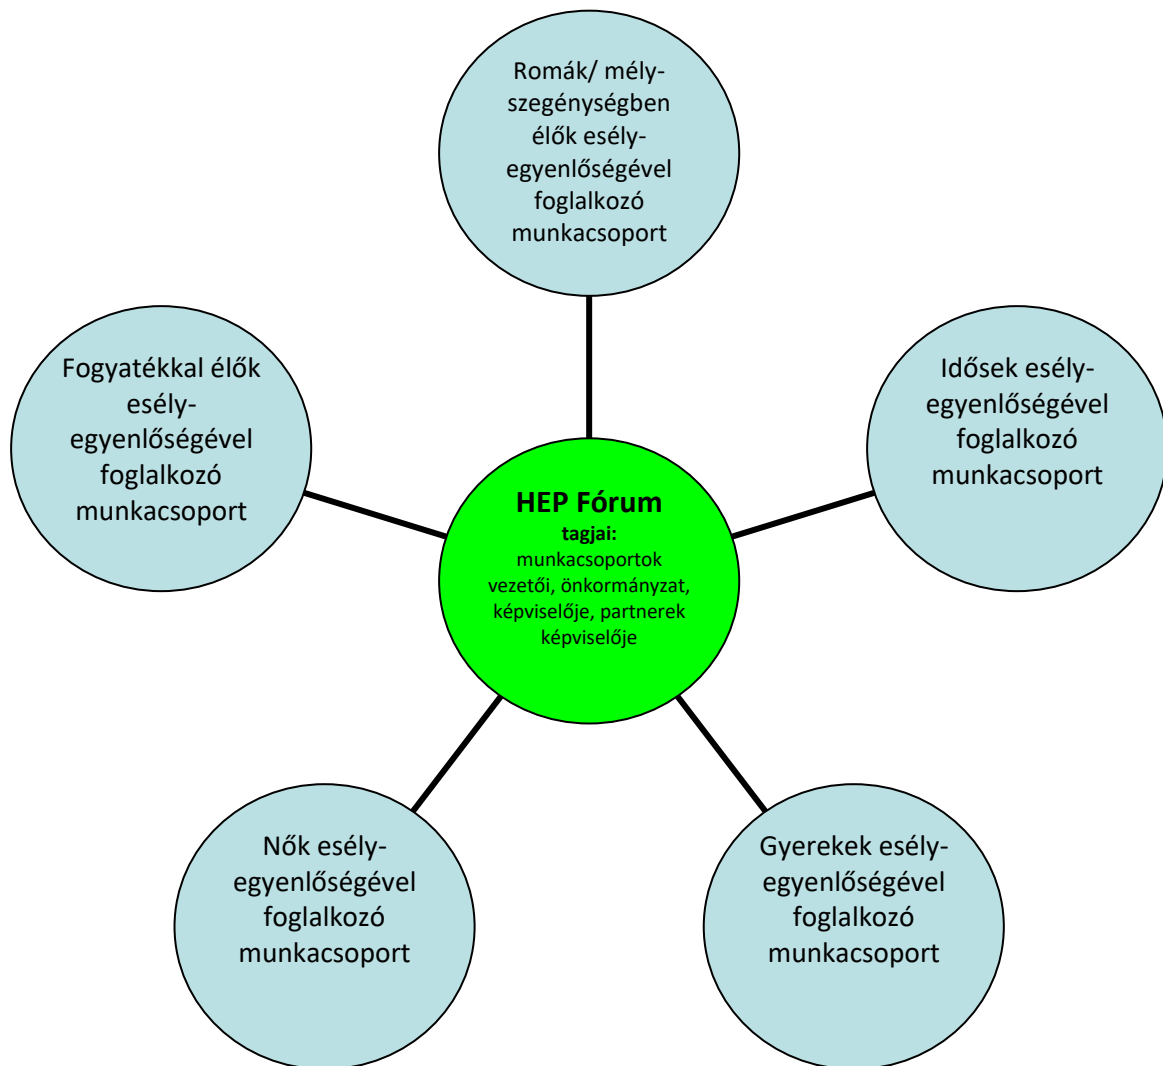 Romák/ mély-
szegénységben
élők esély-
egyenlőségével
foglalkozó
munkacsoport
Fogyatékkal élők
esély-
egyenlőségével
foglalkozó
munkacsoport
Idősek esély-
egyenlőségével
foglalkozó
munkacsoport
HEP Fórum
tagjai:
munkacsoportok
vezetői, önkormányzat,
képviselője, partnerek
képviselője
Nők esély-
egyenlőségével
foglalkozó
munkacsoport
Gyerekek esély-
egyenlőségével
foglalkozó
munkacsoport